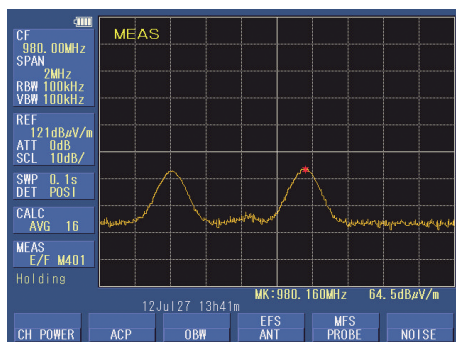 MEAS
CF
980.00MHz
SPAN
2MHz
RBW 100kHz
VBW 100kHz
REF
121dBμV/m
ATT 0dB
SCL 10dB/
SWP 0.1s
DET POSI
CALC
AVG 16
MEAS
E/F M401
Holding
MK:980.160MHz 64.5dBμV/m
12Jul27 13h41m
CH POWER
ACP
OBW
EFS
ANT
MFS
PROBE
NOISE